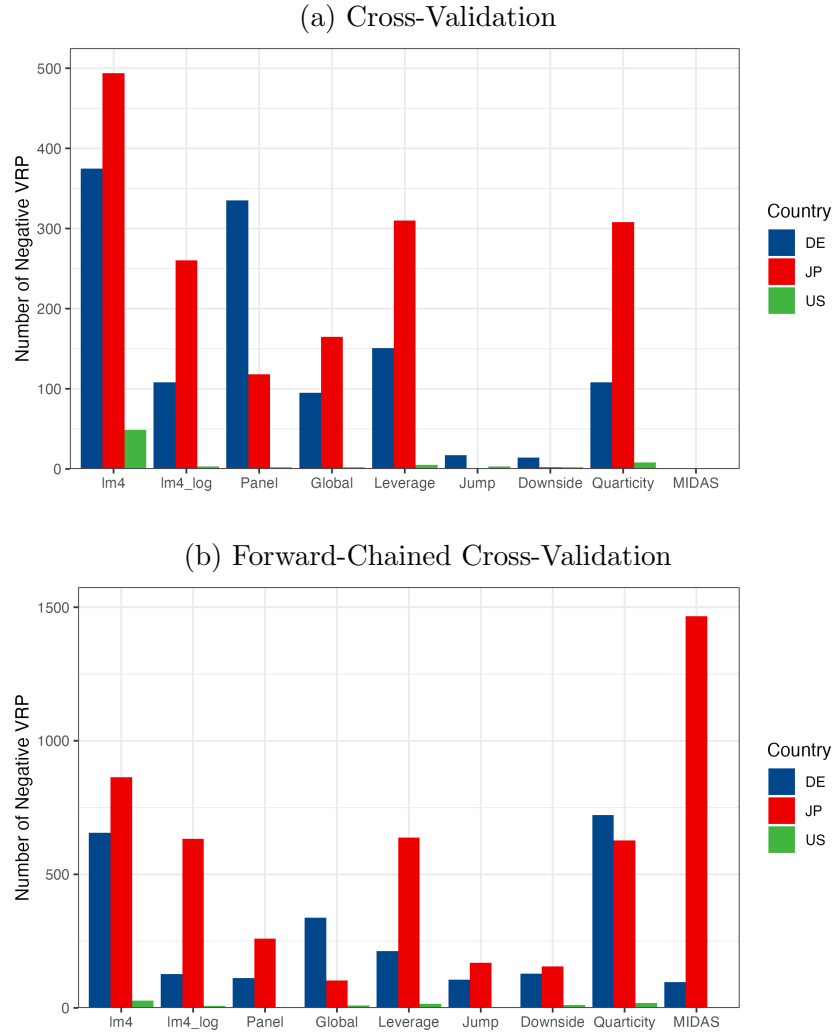 (a) Cross-Validation
Number of Negative VRP
500
400
300
200
100
0
lm4 lm4_log Panel Global Leverage Jump Downside Quarticity MIDAS
Country
DE
JP
US
(b) Forward-Chained Cross-Validation
Number of Negative VRP
1500
1000
500
0
lm4 lm4_log Panel Global Leverage Jump Downside Quarticity MIDAS
Country
DE
JP
US